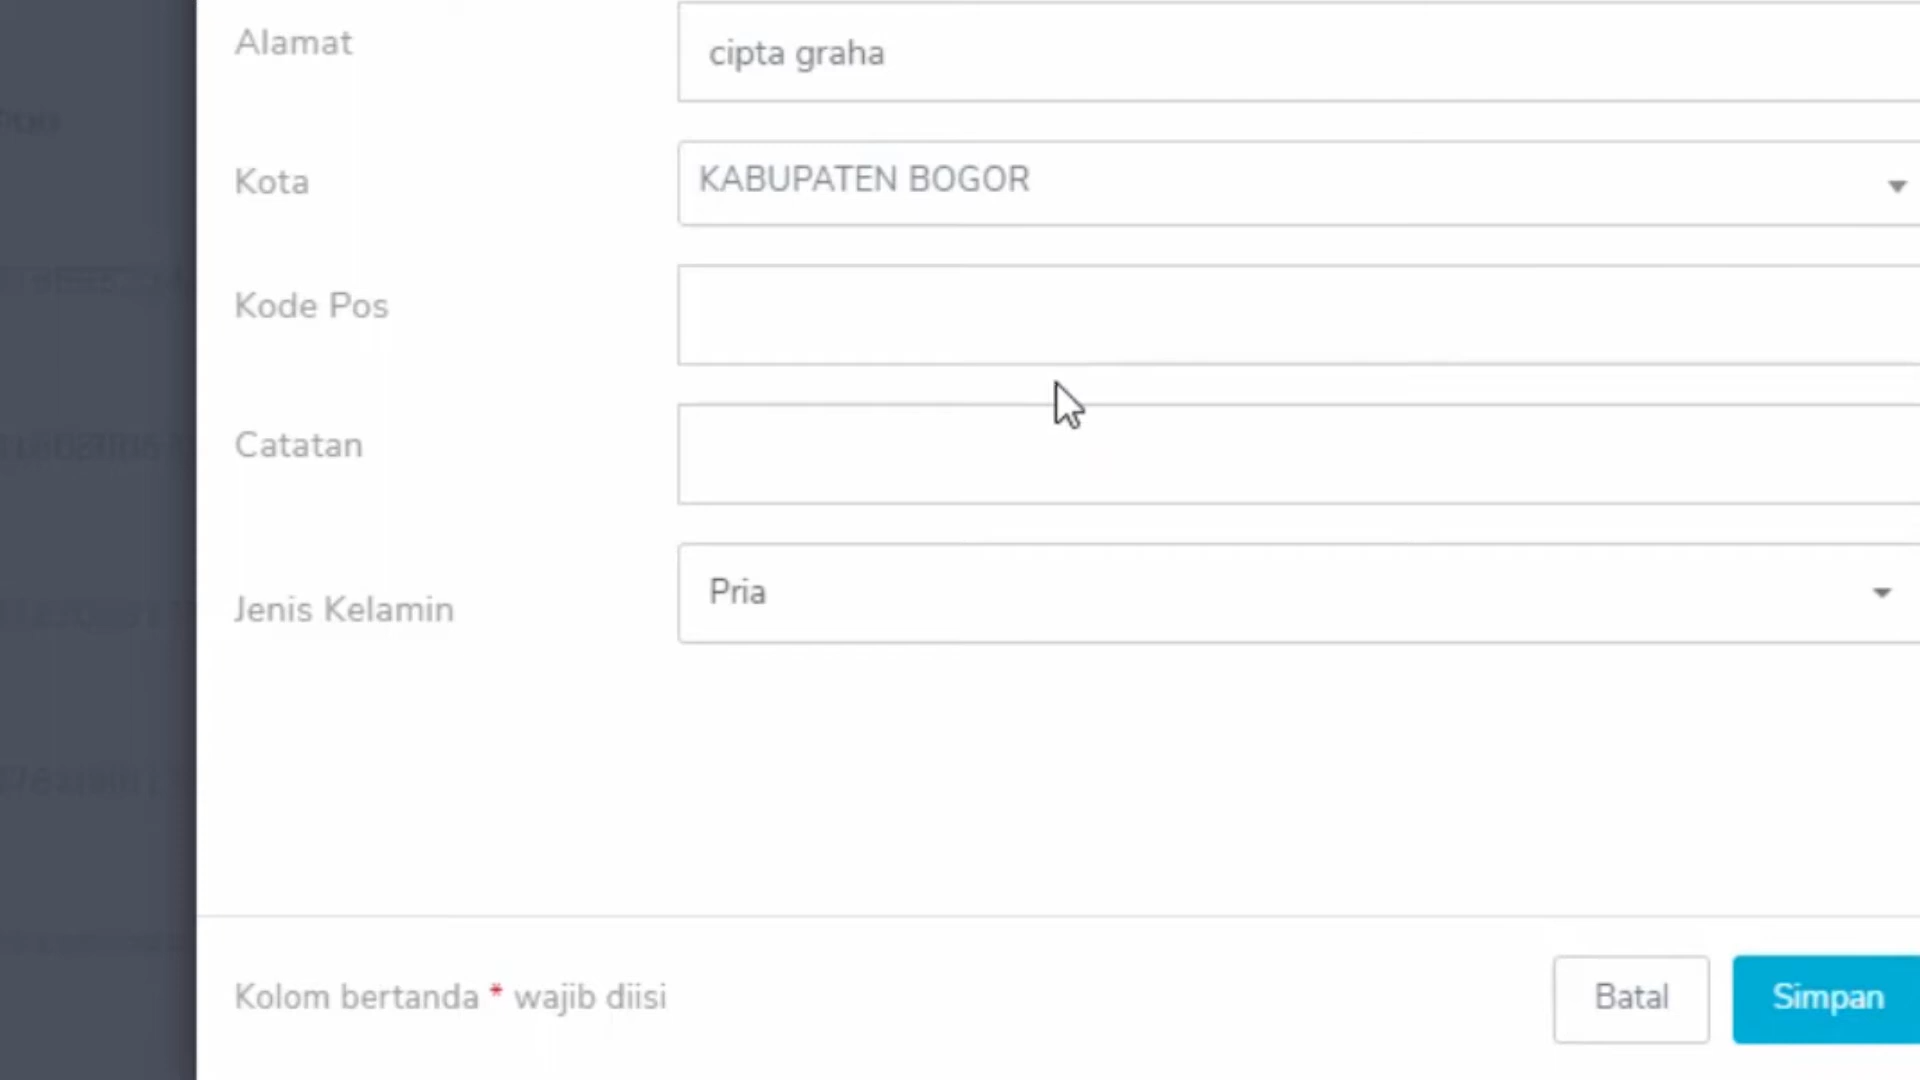 Alamat
cipta graha
Kota
KABUPATEN BOGOR
Kode Pos
Catatan
Jenis Kelamin
Pria
Kolom bertanda * wajib diisi
Batal
Simpan